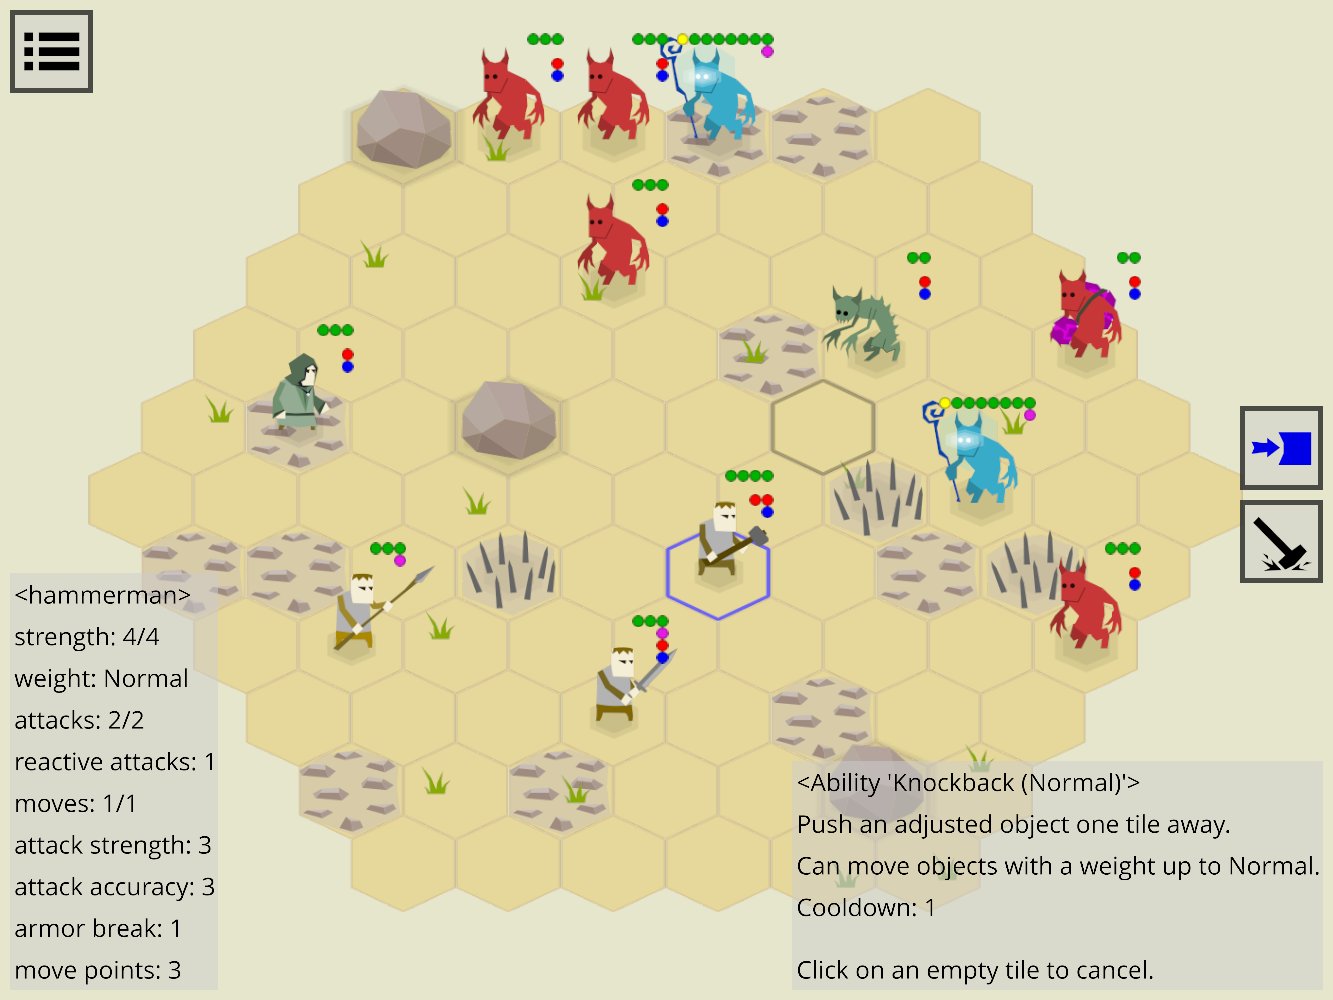 <hammerman>
strength: 4/4
weight: Normal
attacks: 2/2
reactive attacks: 1
moves: 1/1
attack strength: 3
attack accuracy: 3
armor break: 1
move points: 3
<Ability 'Knockback (Normal)'>
Push an adjusted object one tile away.
Can move objects with a weight up to Normal.
Cooldown: 1
Click on an empty tile to cancel.